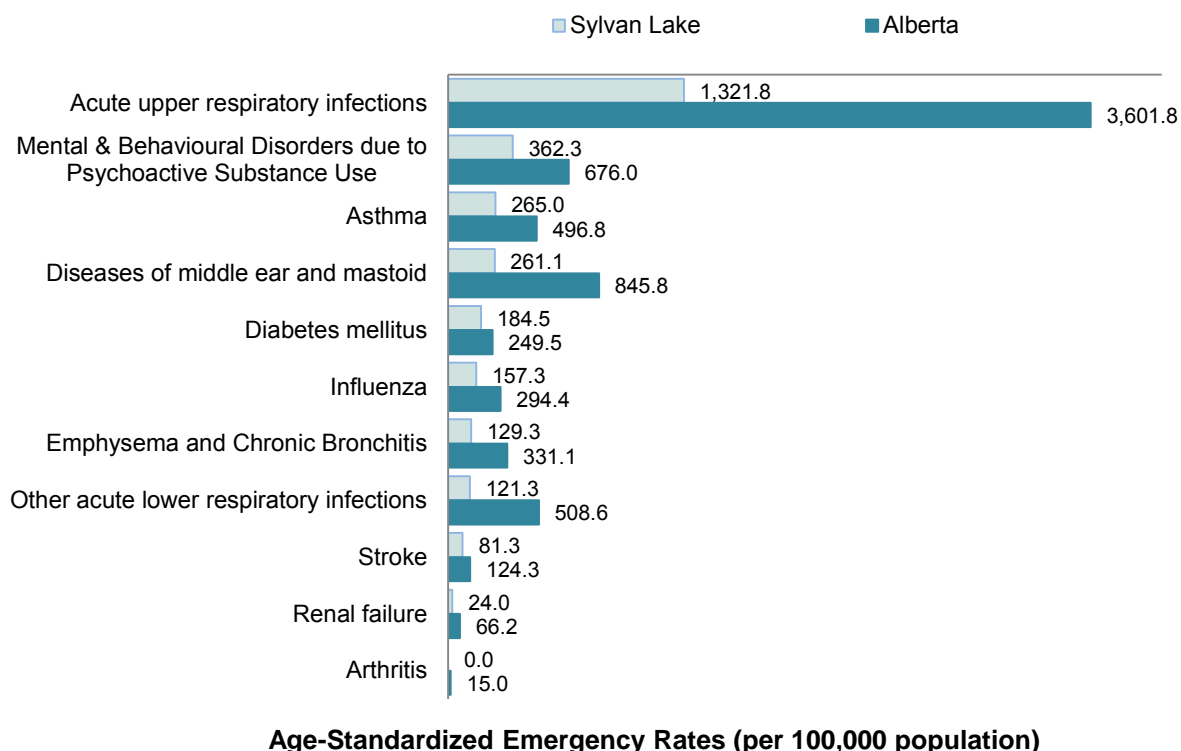 Sylvan Lake Alberta
Acute upper respiratory infections
1,321.8
3,601.8
Mental & Behavioural Disorders due to
Psychoactive Substance Use
362.3
676.0
Asthma
265.0
496.8
Diseases of middle ear and mastoid
261.1
845.8
Diabetes mellitus
184.5
249.5
Influenza
157.3
294.4
Emphysema and Chronic Bronchitis
129.3
331.1
Other acute lower respiratory infections
121.3
508.6
Stroke
81.3
124.3
Renal failure
24.0
66.2
Arthritis
0.0
15.0
Age-Standardized Emergency Rates (per 100,000 population)